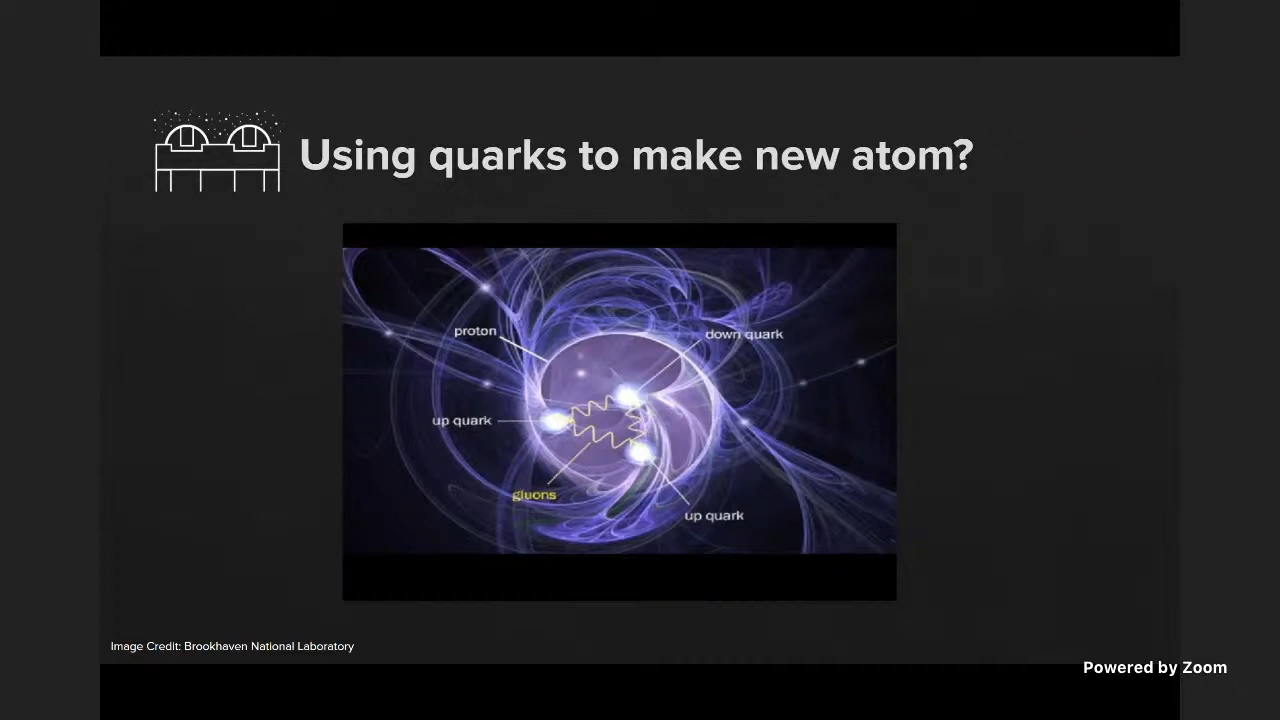 Using quarks to make new atom?
proton
down quark
up quark
gluons
up quark
Image Credit: Brookhaven National Laboratory
Powered by Zoom